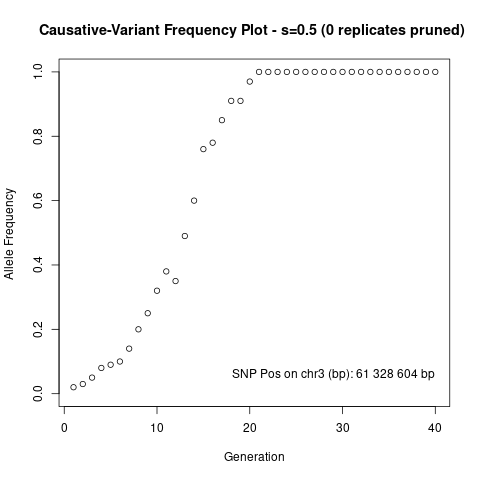 Causative-Variant Frequency Plot - s=0.5 (0 replicates pruned)
Allele Frequency
1.0
0.8
0.6
0.4
0.2
0.0
SNP Pos on chr3 (bp): 61 328 604 bp
0 10 20 30 40
Generation